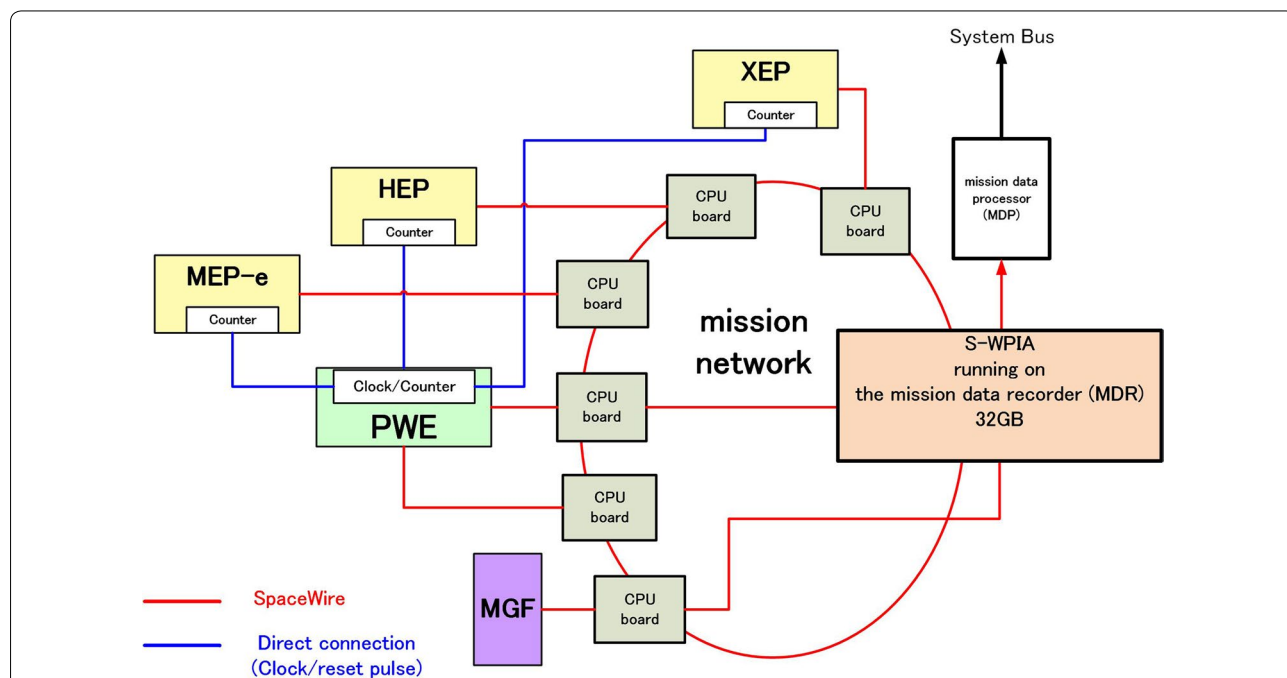 System Bus
XEP
Counter
mission data
processor
(MDP)
HEP
Counter
CPU
board
CPU
board
MEP-e
Counter
CPU
board
mission
network
S-WPIA
running on
the mission data recorder (MDR)
32GB
Clock/Counter
PWE
CPU
board
CPU
board
MGF
CPU
board
SpaceWire
Direct connection
(Clock/reset pulse)